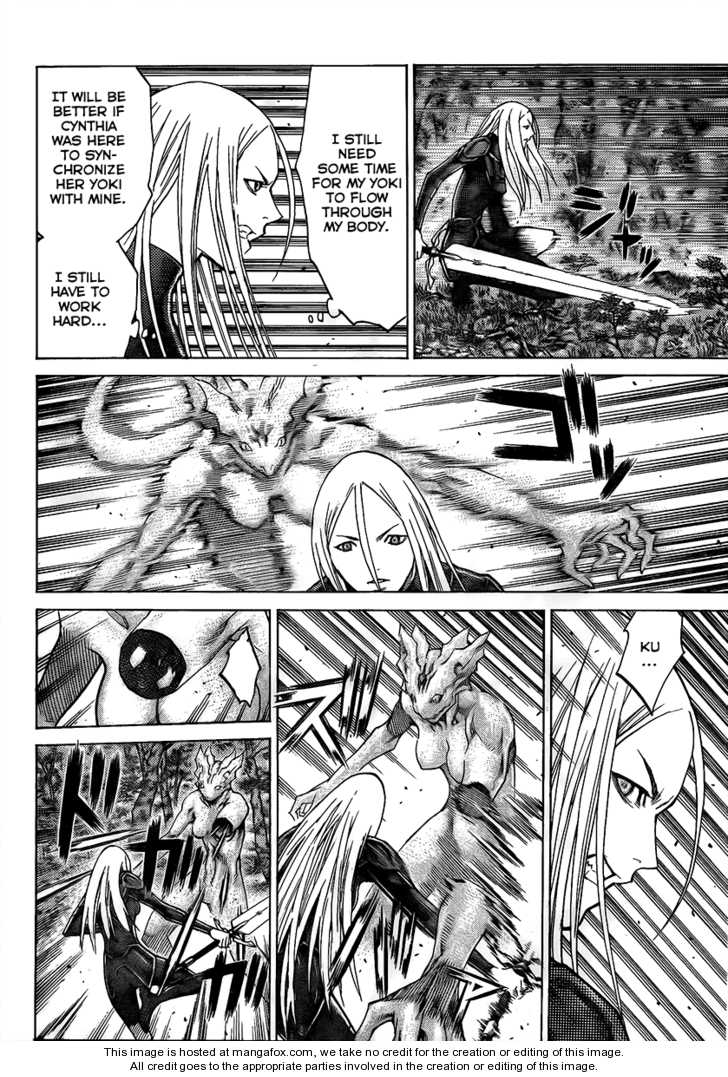 I STILL
NEED
SOME TIME
FOR MY YOKI
TO FLOW
THROUGH
MY BODY.
IT WILL BE
BETTER IF
CYNTHIA
WAS HERE
TO SYN-
CHRONIZE
HER YOKI
WITH MINE.
I STILL
HAVE TO
WORK
HARD...
KU
...
This image is hosted at mangafox.com, we take no credit for the creation or editing of this image.
All credit goes to the appropriate parties involved in the creation or editing of this image.